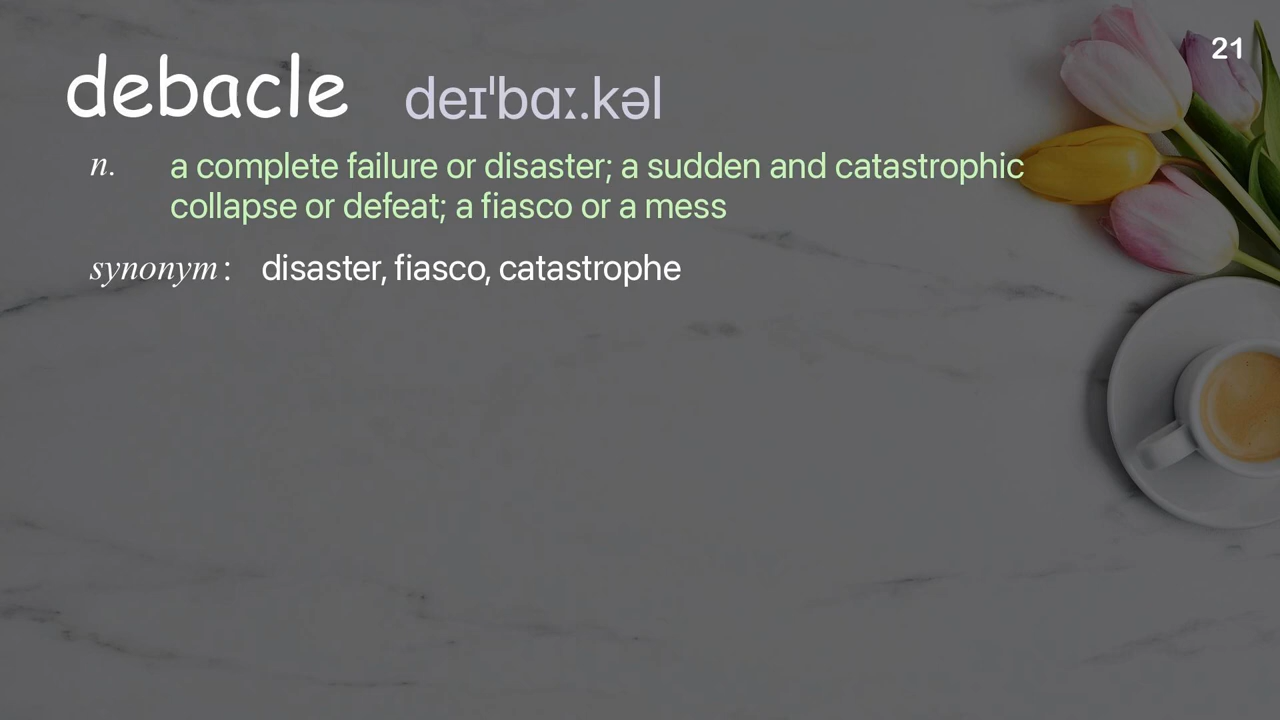 21
debacle deɪˈbɑː.kəl
n. a complete failure or disaster; a sudden and catastrophic
collapse or defeat; a fiasco or a mess
synonym: disaster, fiasco, catastrophe